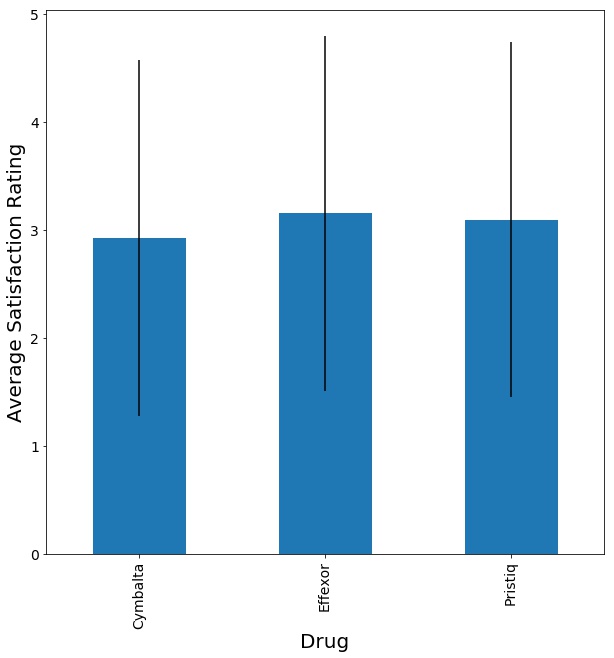 5
4
3
2
1
0
Average Satisfaction Rating
Cymbalta
Effexor
Pristiq
Drug